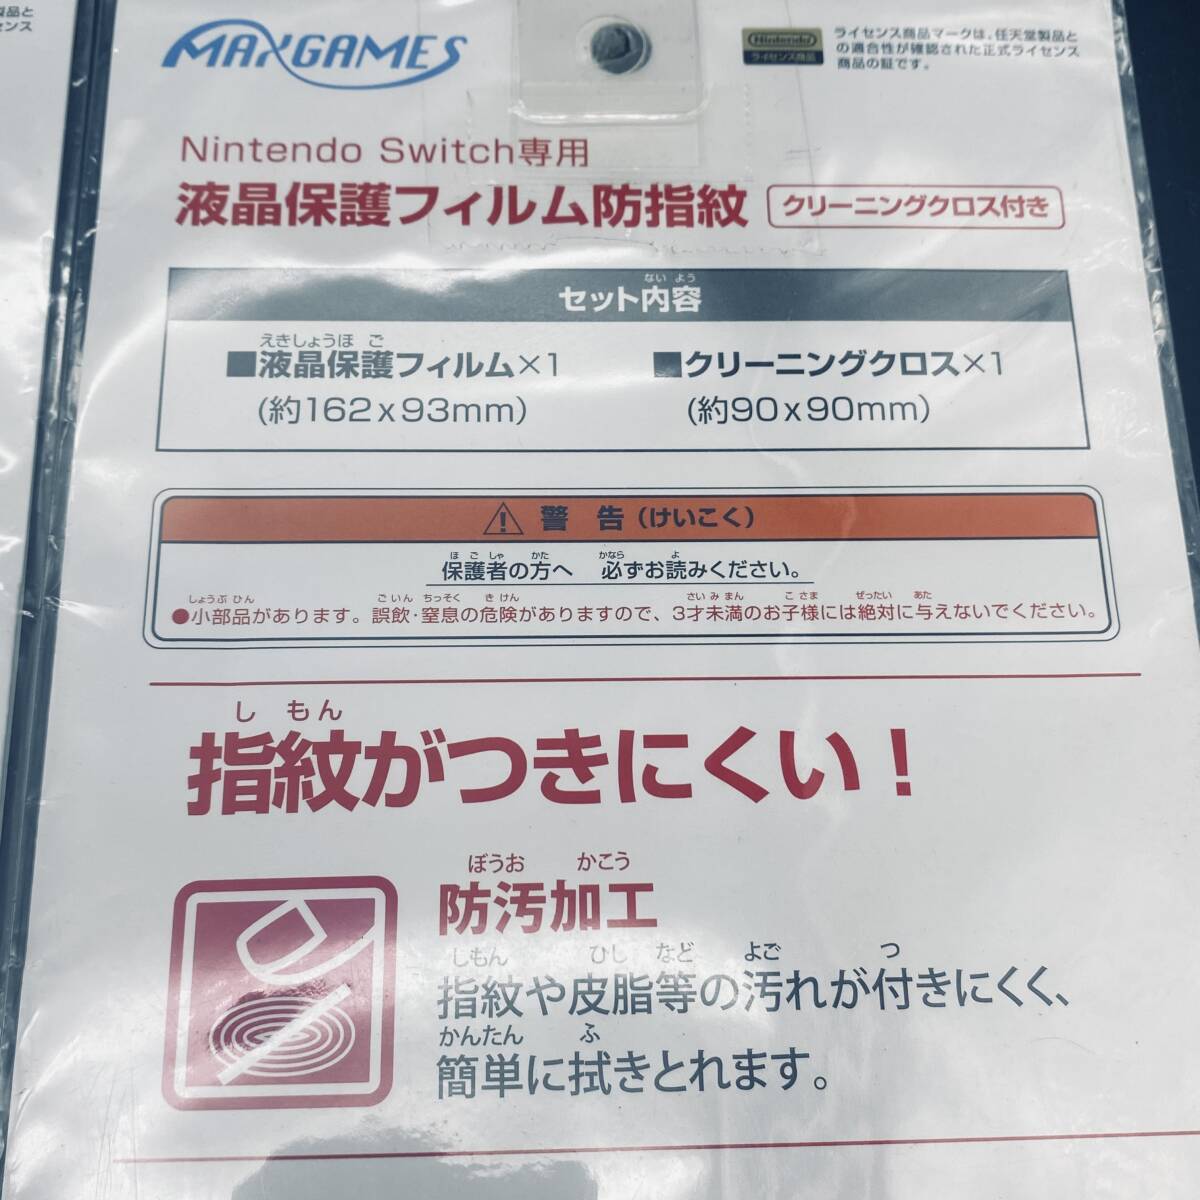 製品と
センス
MAXGAMES
Nintendo
ライセンス商品
ライセンス商品マークは、任天堂製品と
の適合性が確認された正式ライセンス
商品の証です。
Nintendo Switch専用
液晶保護フィルム防指紋 クリーニングクロス付き
ないよう
セット内容
えきしょうほご
■液晶保護フィルム×1
(約162x93mm)
■クリーニングクロス×1
(約90x90mm)
警 告(けいこく)
ほごしゃ かた かなら よ
保護者の方へ 必ずお読みください。
しょうぶひん ごいん ちっそく きけん さいみまん こさま ぜったい あた
●小部品があります。誤飲・窒息の危険がありますので、3才未満のお子様には絶対に与えないでください。
しもん
指紋がつきにくい!
ぼうお かこう
防汚加工
しもん ひし など よご つ
指紋や皮脂等の汚れが付きにくく、
かんたん ふ
簡単に拭きとれます。